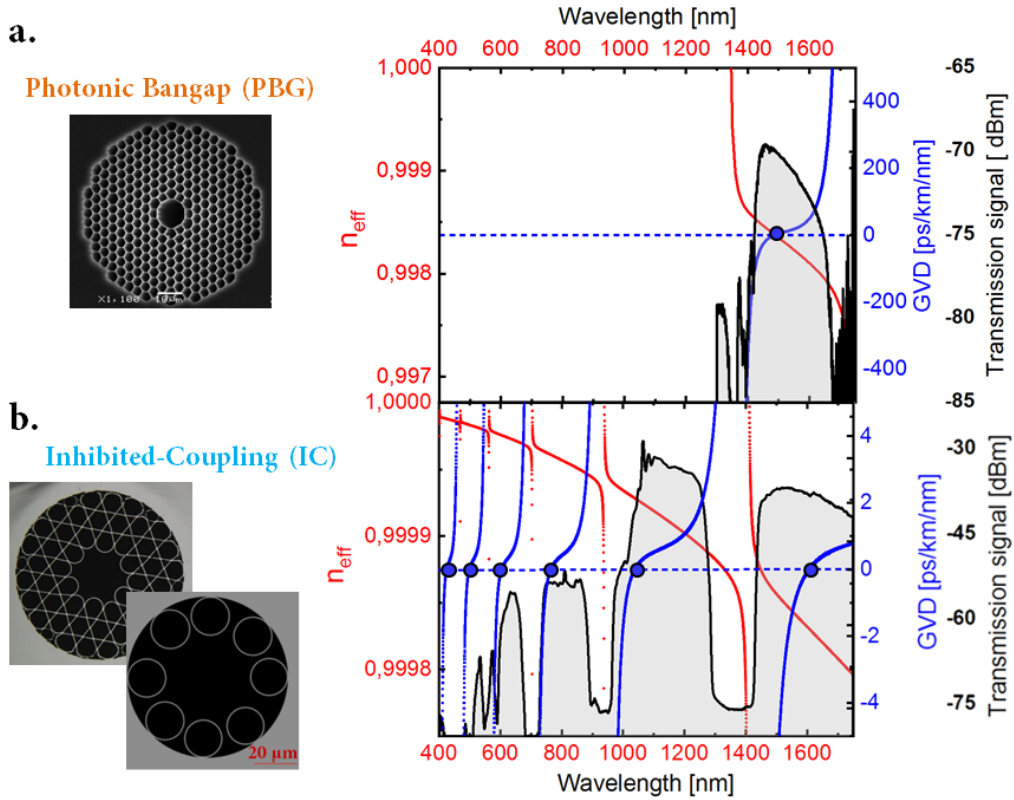 a.
Photonic Bangap (PBG)
X1,100 10μm
Wavelength [nm]
400 600 800 1000 1200 1400 1600
1,000
0,999
0,998
0,997
n_eff
400
200
0
-200
-400
GVD [ps/km/nm]
-65
-70
-75
-80
-85
Transmission signal [ dBm]
b.
Inhibited-Coupling (IC)
20 μm
1,0000
0,9999
0,9998
n_eff
4
2
0
-2
-4
GVD [ps/km/nm]
-30
-45
-60
-75
Transmission signal [dBm]
400 600 800 1000 1200 1400 1600
Wavelength [nm]